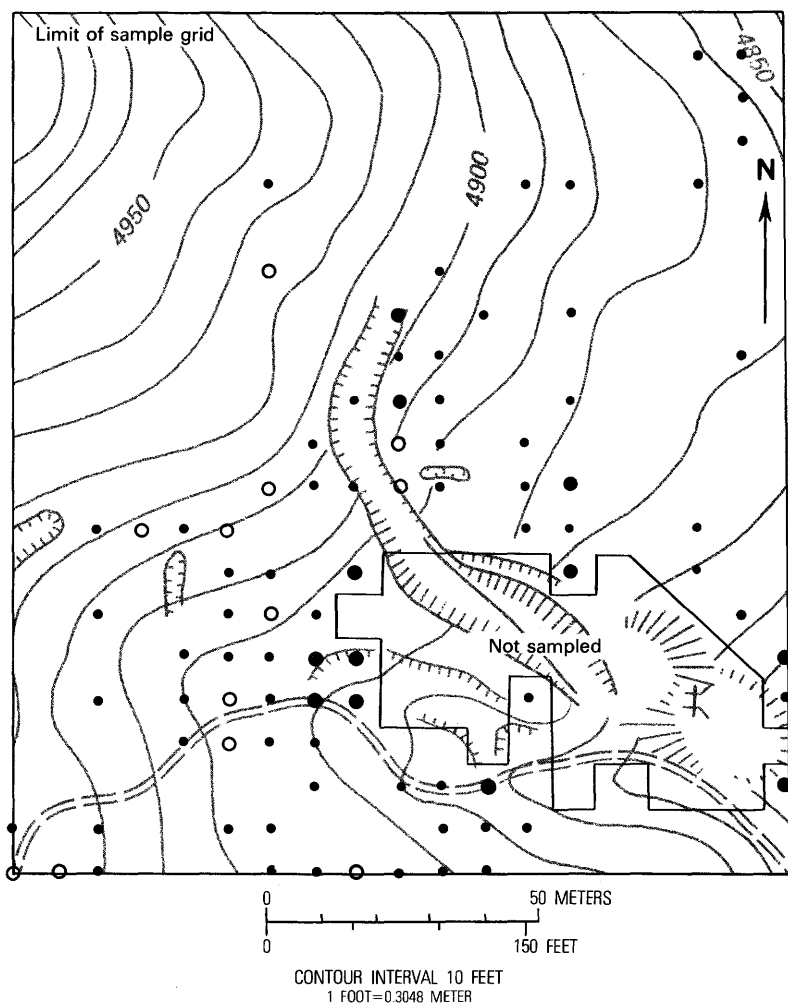 Limit of sample grid
4850
N
4900
4950
Not sampled
0 50 METERS
0 150 FEET
CONTOUR INTERVAL 10 FEET
1 FOOT=0.3048 METER